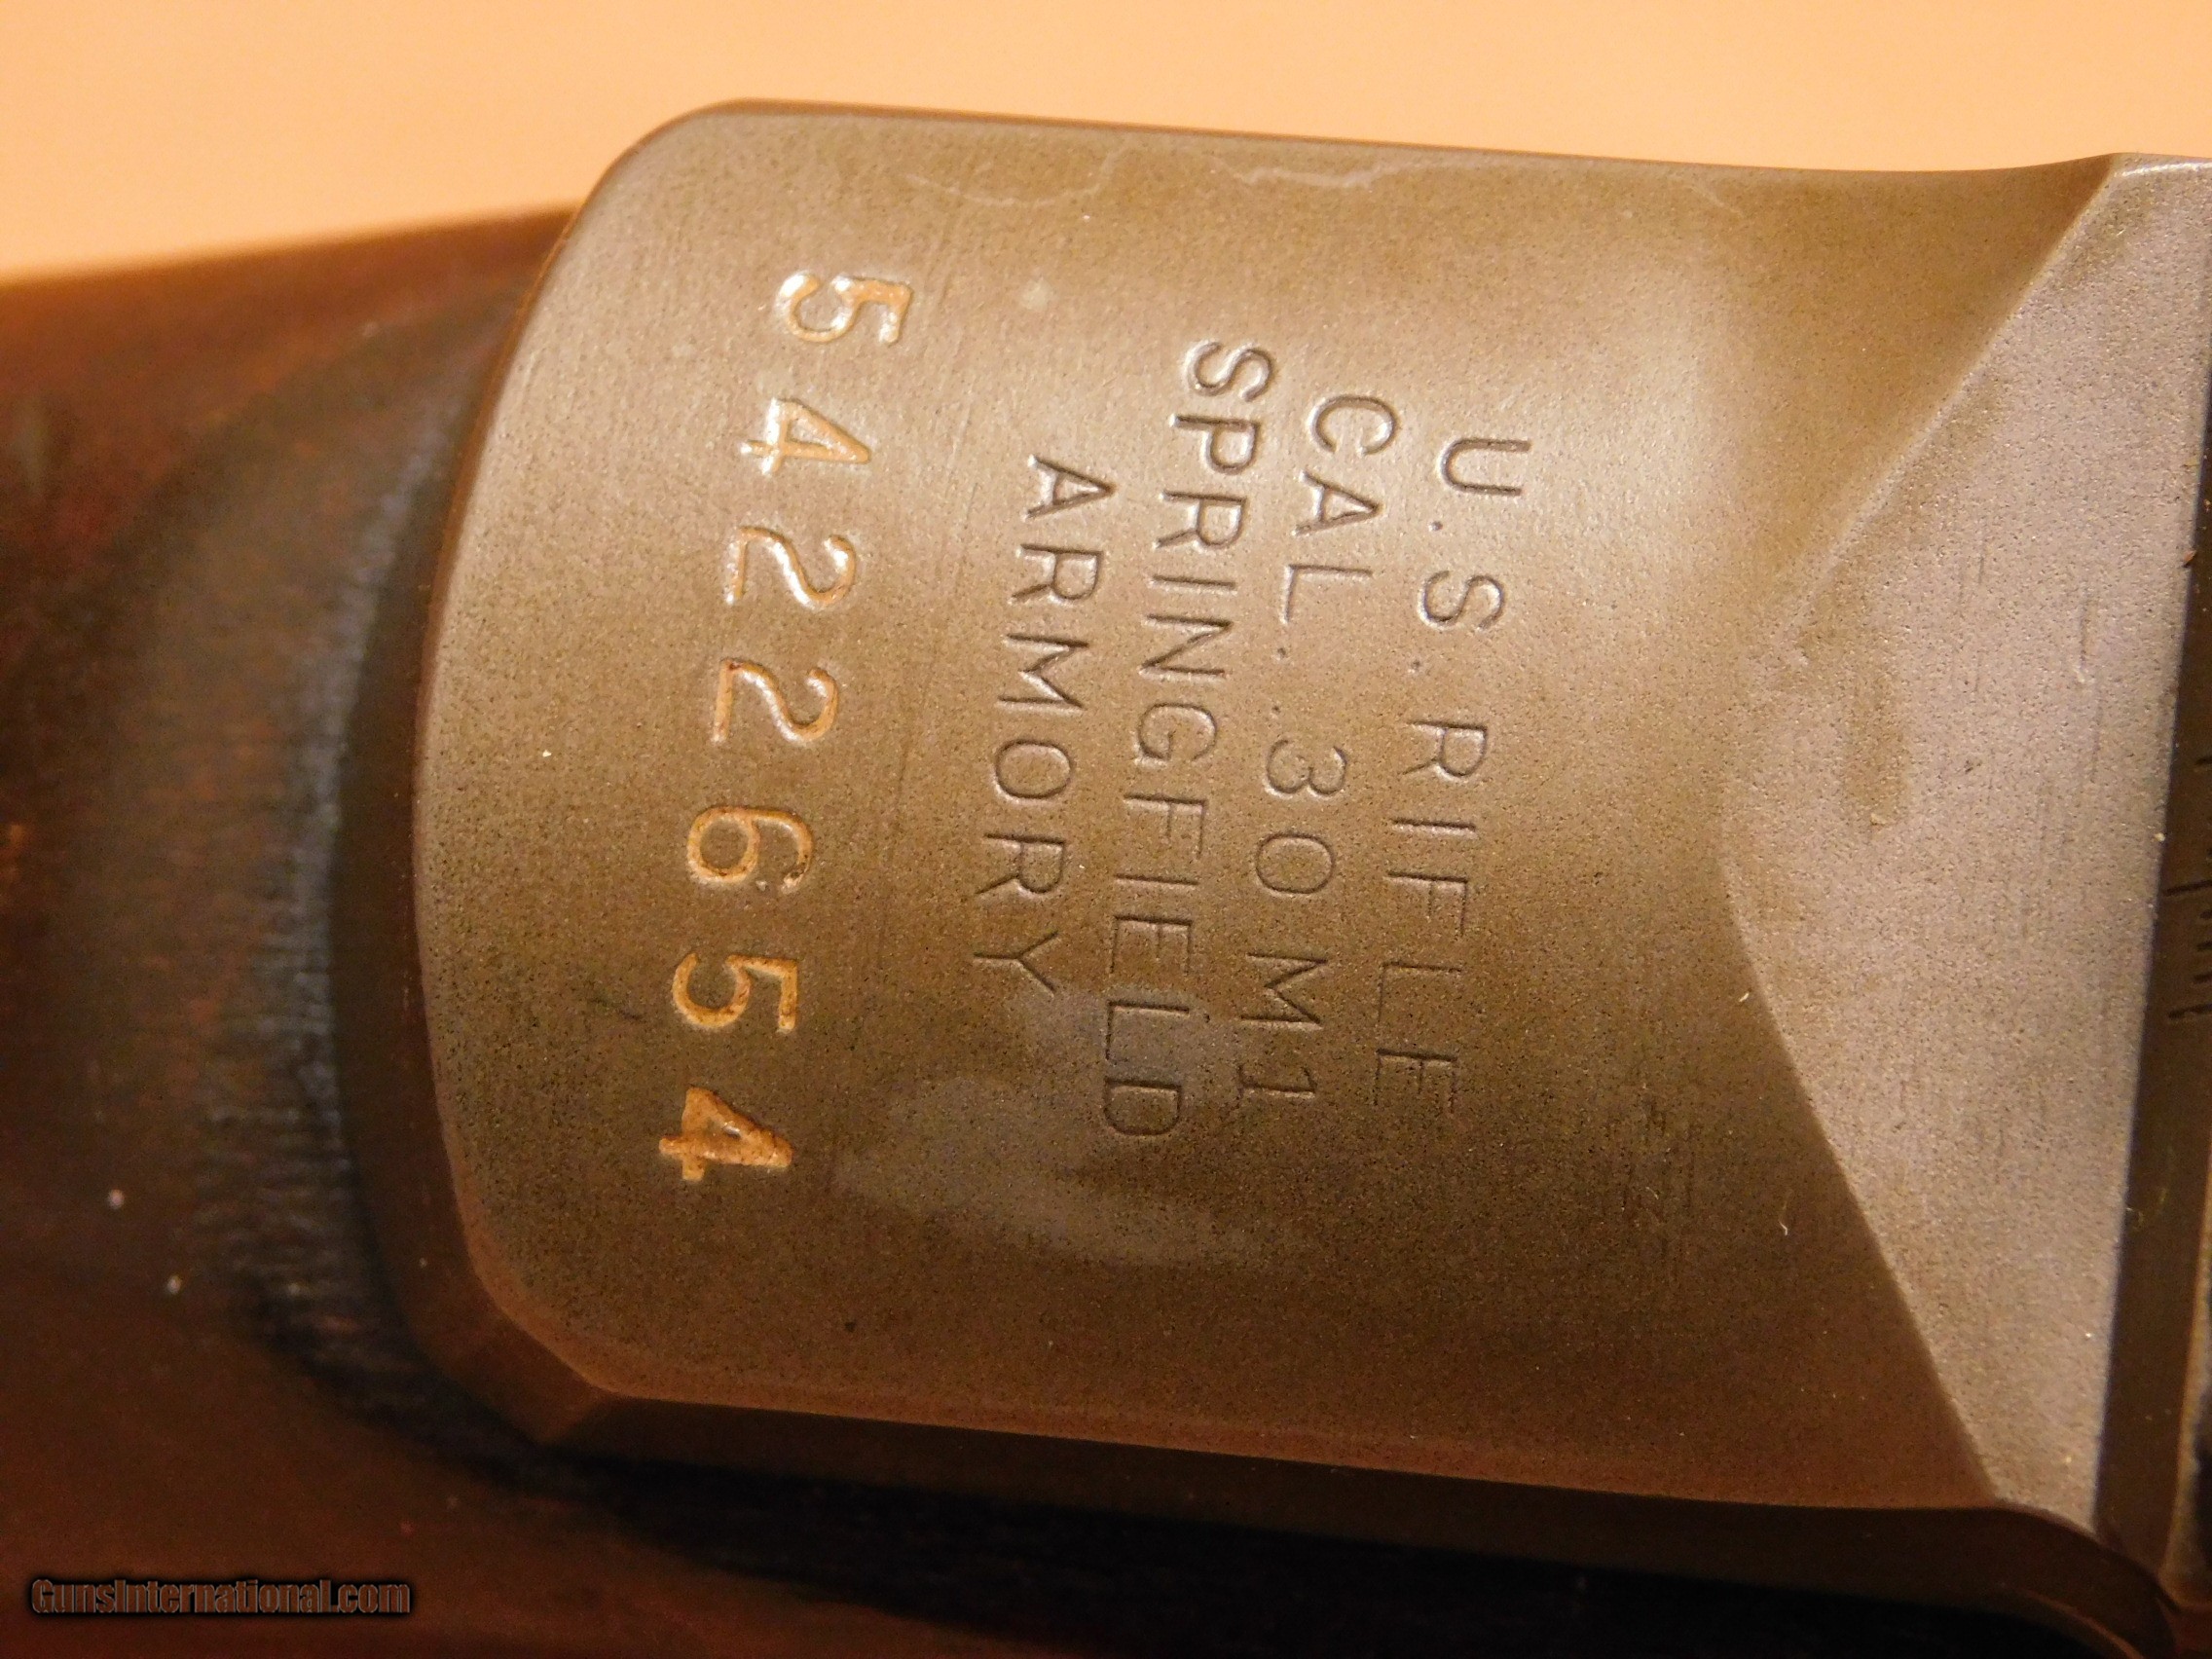 U.S. RIFLE
CAL. .30 M1
SPRINGFIELD
ARMORY
5422654
GunsInternational.com